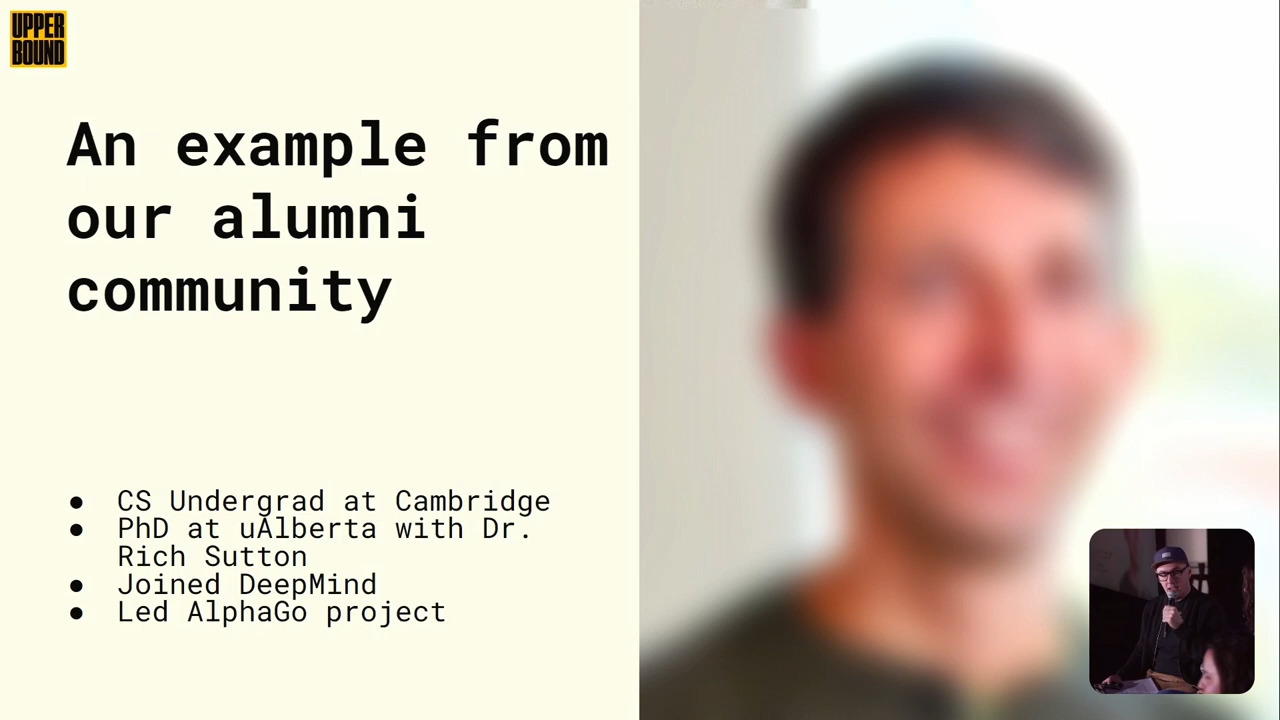 UPPER
BOUND
An example from
our alumni
community
● CS Undergrad at Cambridge
● PhD at uAlberta with Dr.
Rich Sutton
● Joined DeepMind
● Led AlphaGo project